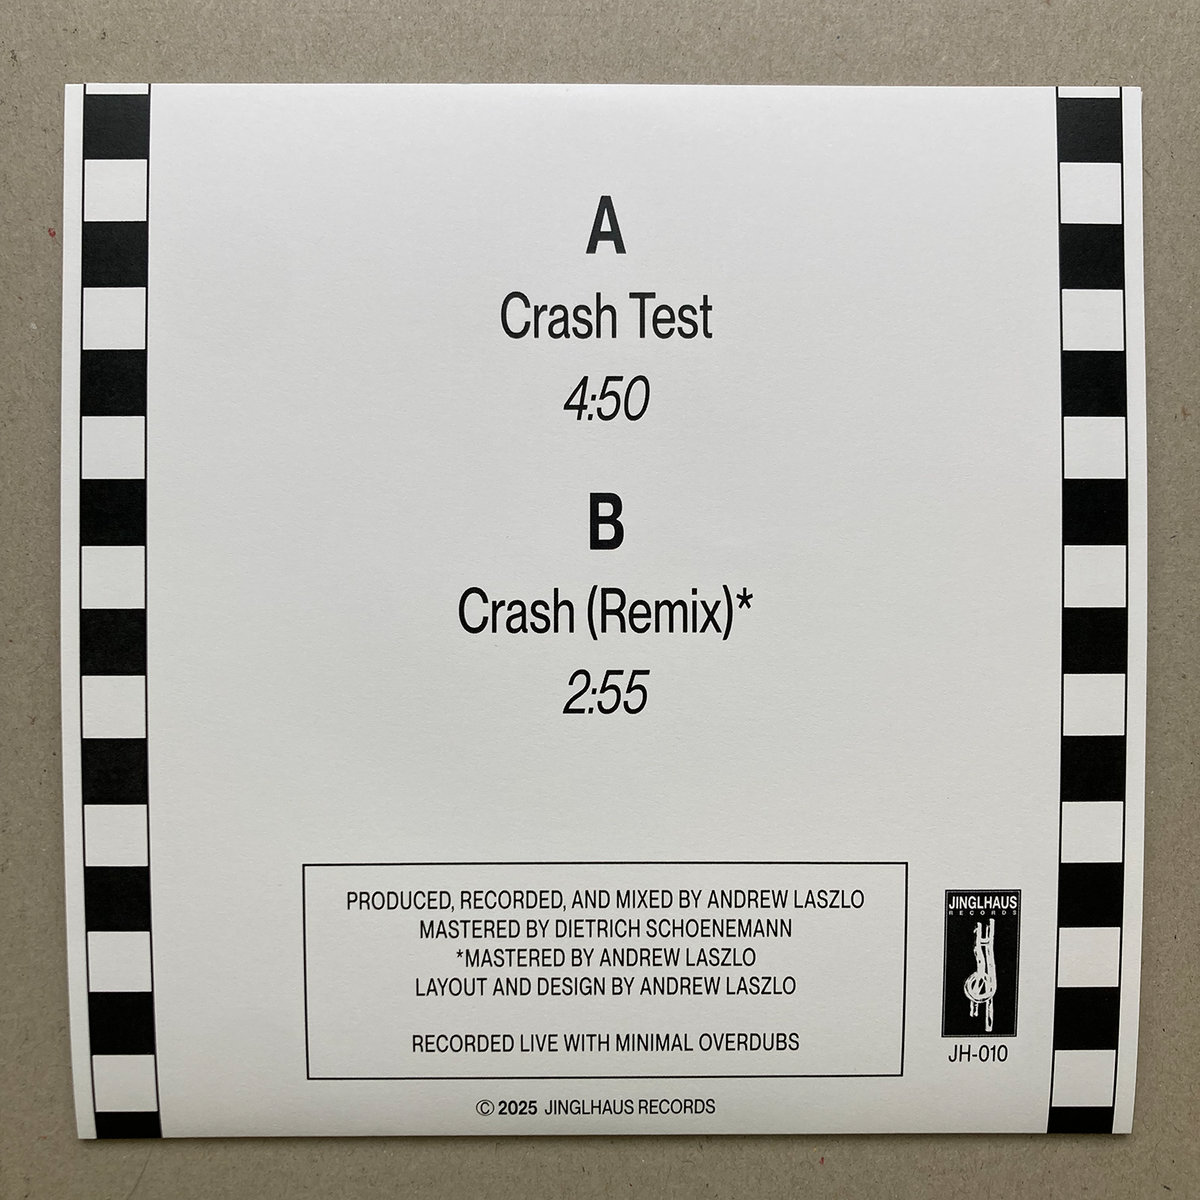 A
Crash Test
4:50
B
Crash (Remix)*
2:55
PRODUCED, RECORDED, AND MIXED BY ANDREW LASZLO
MASTERED BY DIETRICH SCHOENEMANN
*MASTERED BY ANDREW LASZLO
LAYOUT AND DESIGN BY ANDREW LASZLO
RECORDED LIVE WITH MINIMAL OVERDUBS
JINGLHAUS
RECORDS
JH-010
© 2025 JINGLHAUS RECORDS